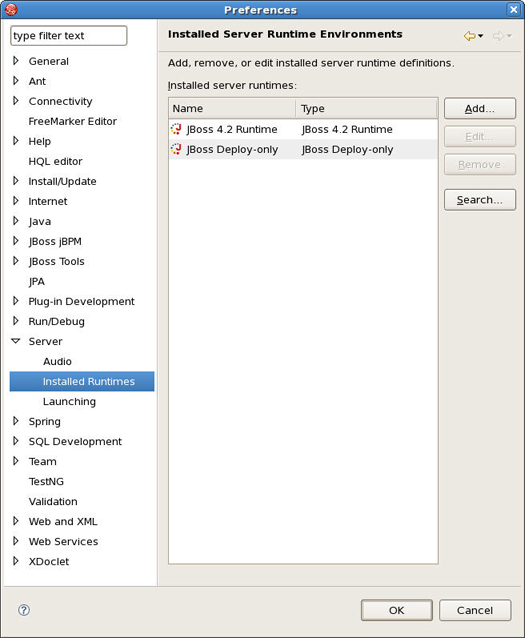 Preferences
type filter text
General
Ant
Connectivity
FreeMarker Editor
Help
HQL editor
Install/Update
Internet
Java
JBoss jBPM
JBoss Tools
JPA
Plug-in Development
Run/Debug
Server
Audio
Installed Runtimes
Launching
Spring
SQL Development
Team
TestNG
Validation
Web and XML
Web Services
XDoclet
Installed Server Runtime Environments
Add, remove, or edit installed server runtime definitions.
Installed server runtimes:
Name Type
JBoss 4.2 Runtime JBoss 4.2 Runtime
JBoss Deploy-only JBoss Deploy-only
Add...
Edit...
Remove
Search...
?
OK Cancel